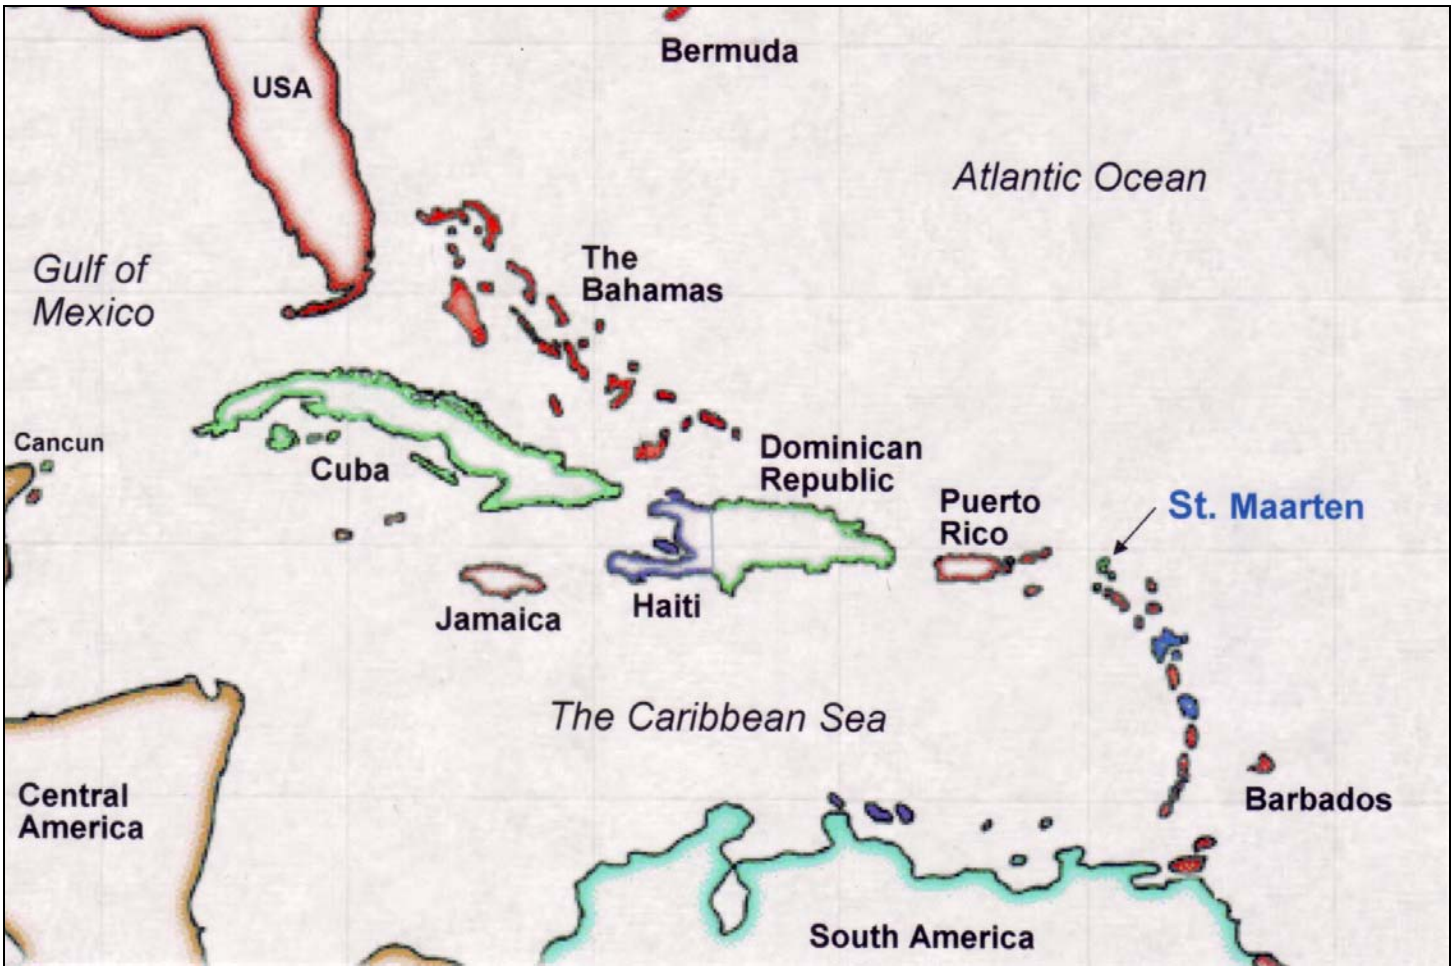 Bermuda
USA
Atlantic Ocean
Gulf of
Mexico
The
Bahamas
Cancun
Cuba
Dominican
Republic
Puerto
Rico
St. Maarten
Jamaica
Haiti
The Caribbean Sea
Central
America
Barbados
South America